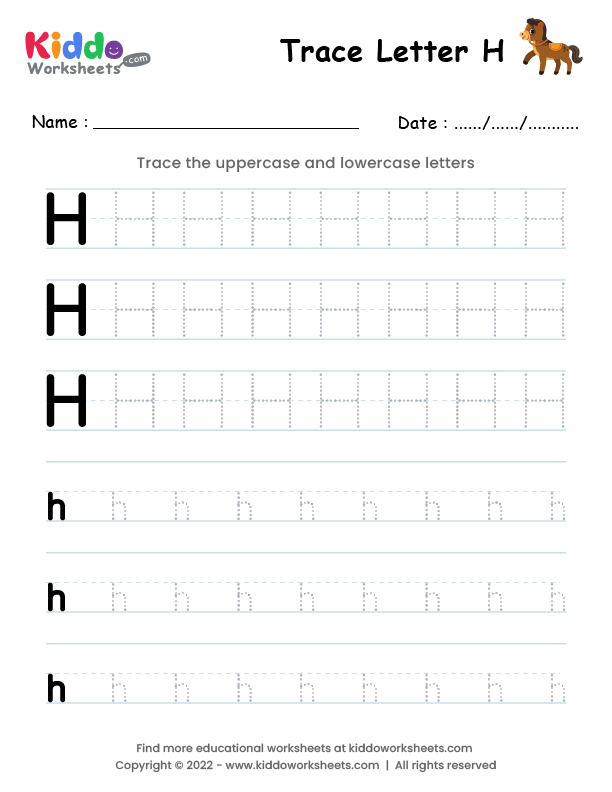 Kiddo
Worksheets .com
Trace Letter H
Name : ____________________ Date : ....../....../...........
Trace the uppercase and lowercase letters
H H H H H H H H
H H H H H H H H
H H H H H H H H
h h h h h h h h h
h h h h h h h h h
h h h h h h h h h
Find more educational worksheets at kiddoworksheets.com
Copyright © 2022 - www.kiddoworksheets.com | All rights reserved